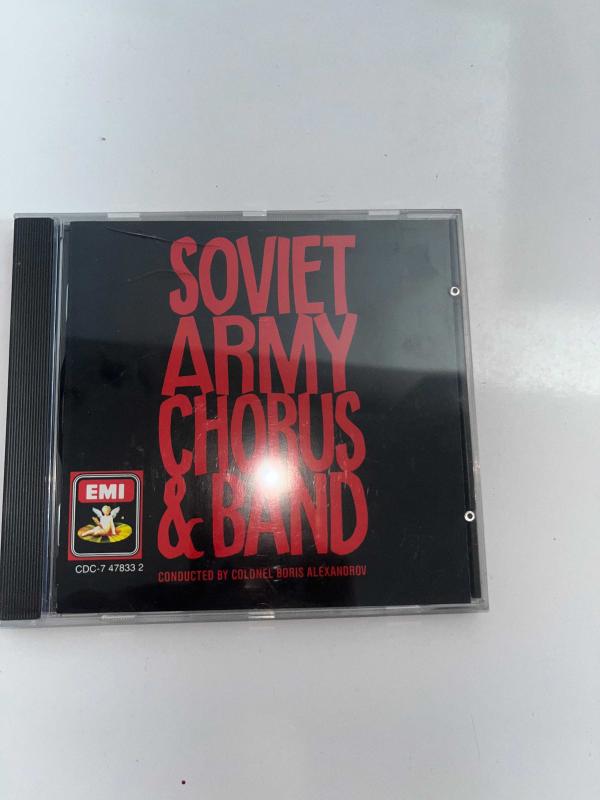 SOVIET
ARMY
CHORUS
& BAND
EMI
CDC-7 47833 2
CONDUCTED BY COLONEL BORIS ALEXANDROV